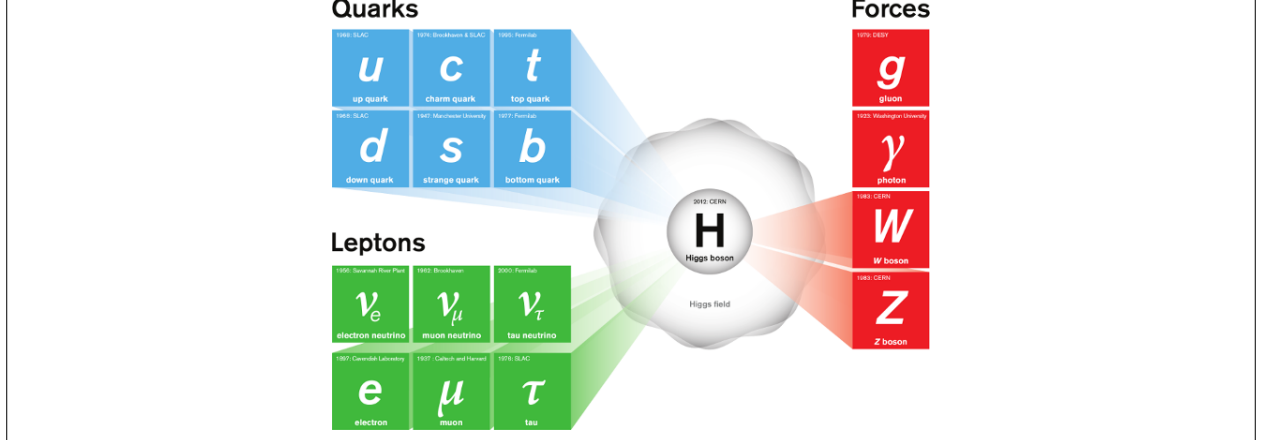 Quarks
Forces
1968: SLAC
1974: Brookhaven & SLAC
1995: Fermilab
1979: DESY
u
c
t
g
up quark
charm quark
top quark
gluon
1968: SLAC
1947: Manchester University
1977: Fermilab
1923: Washington University
d
s
b
γ
down quark
strange quark
bottom quark
photon
2012: CERN
1983: CERN
H
W
Higgs boson
W boson
Leptons
1956: Savannah River Plant
1962: Brookhaven
2000: Fermilab
1983: CERN
νe
νμ
ντ
Z
Higgs field
electron neutrino
muon neutrino
tau neutrino
Z boson
1897: Cavendish Laboratory
1937 : Caltech and Harvard
1976: SLAC
e
μ
τ
electron
muon
tau